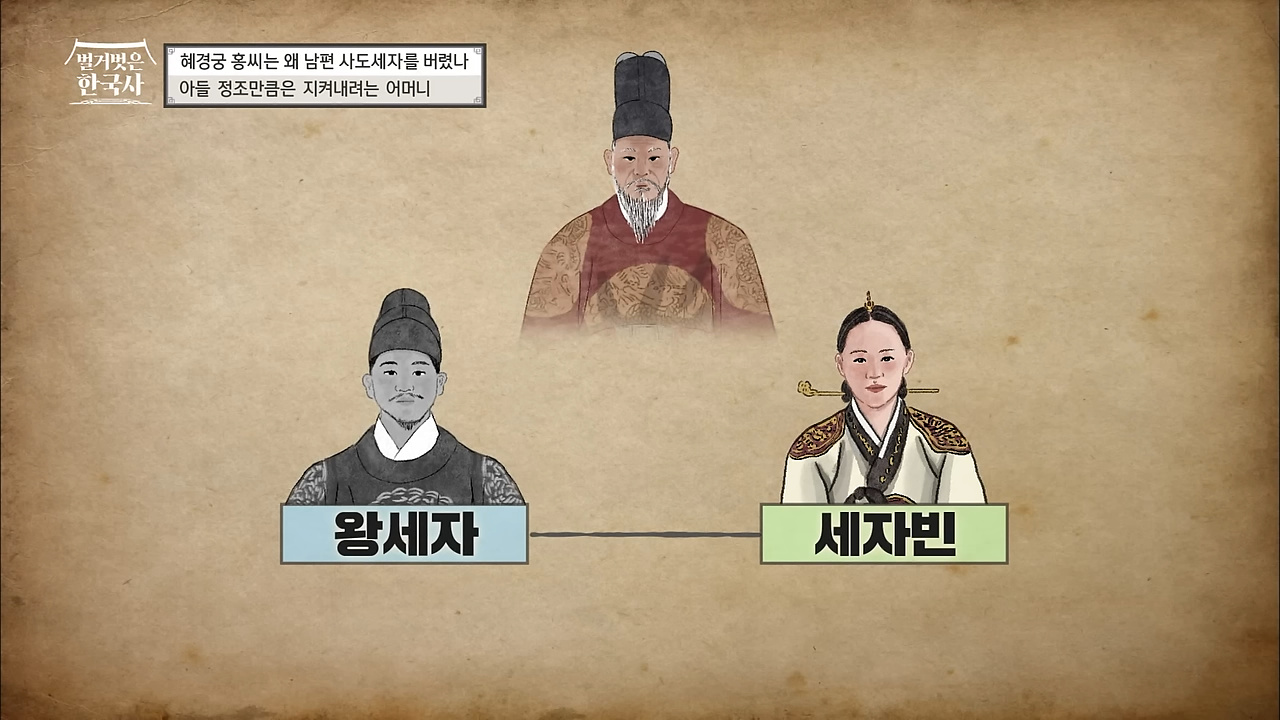 벌거벗은
한국사
혜경궁 홍씨는 왜 남편 사도세자를 버렸나
아들 정조만큼은 지켜내려는 어머니
왕세자
세자빈